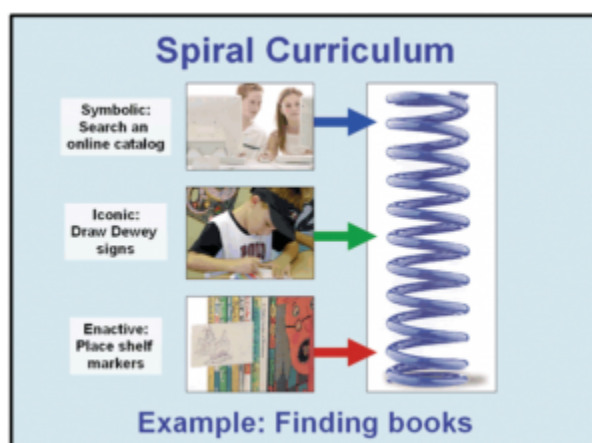 Spiral Curriculum
Symbolic:
Search an
online catalog
Iconic:
Draw Dewey
signs
Enactive:
Place shelf
markers
Example: Finding books